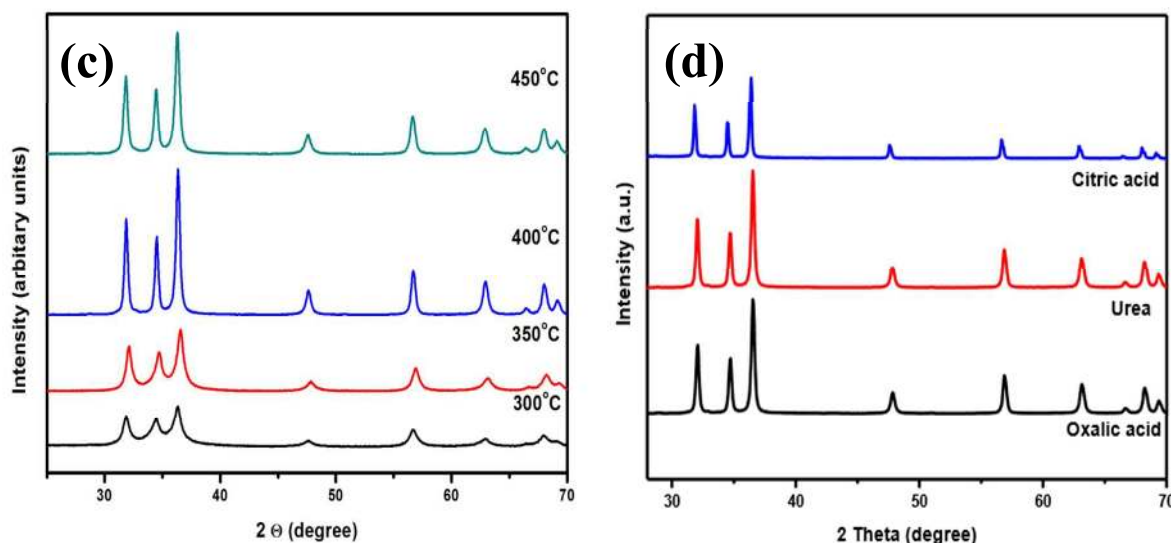 (c)
450°C
400°C
350°C
300°C
Intensity (arbitary units)
30 40 50 60 70
2 Θ (degree)
(d)
Citric acid
Urea
Oxalic acid
Intensity (a.u.)
30 40 50 60 70
2 Theta (degree)